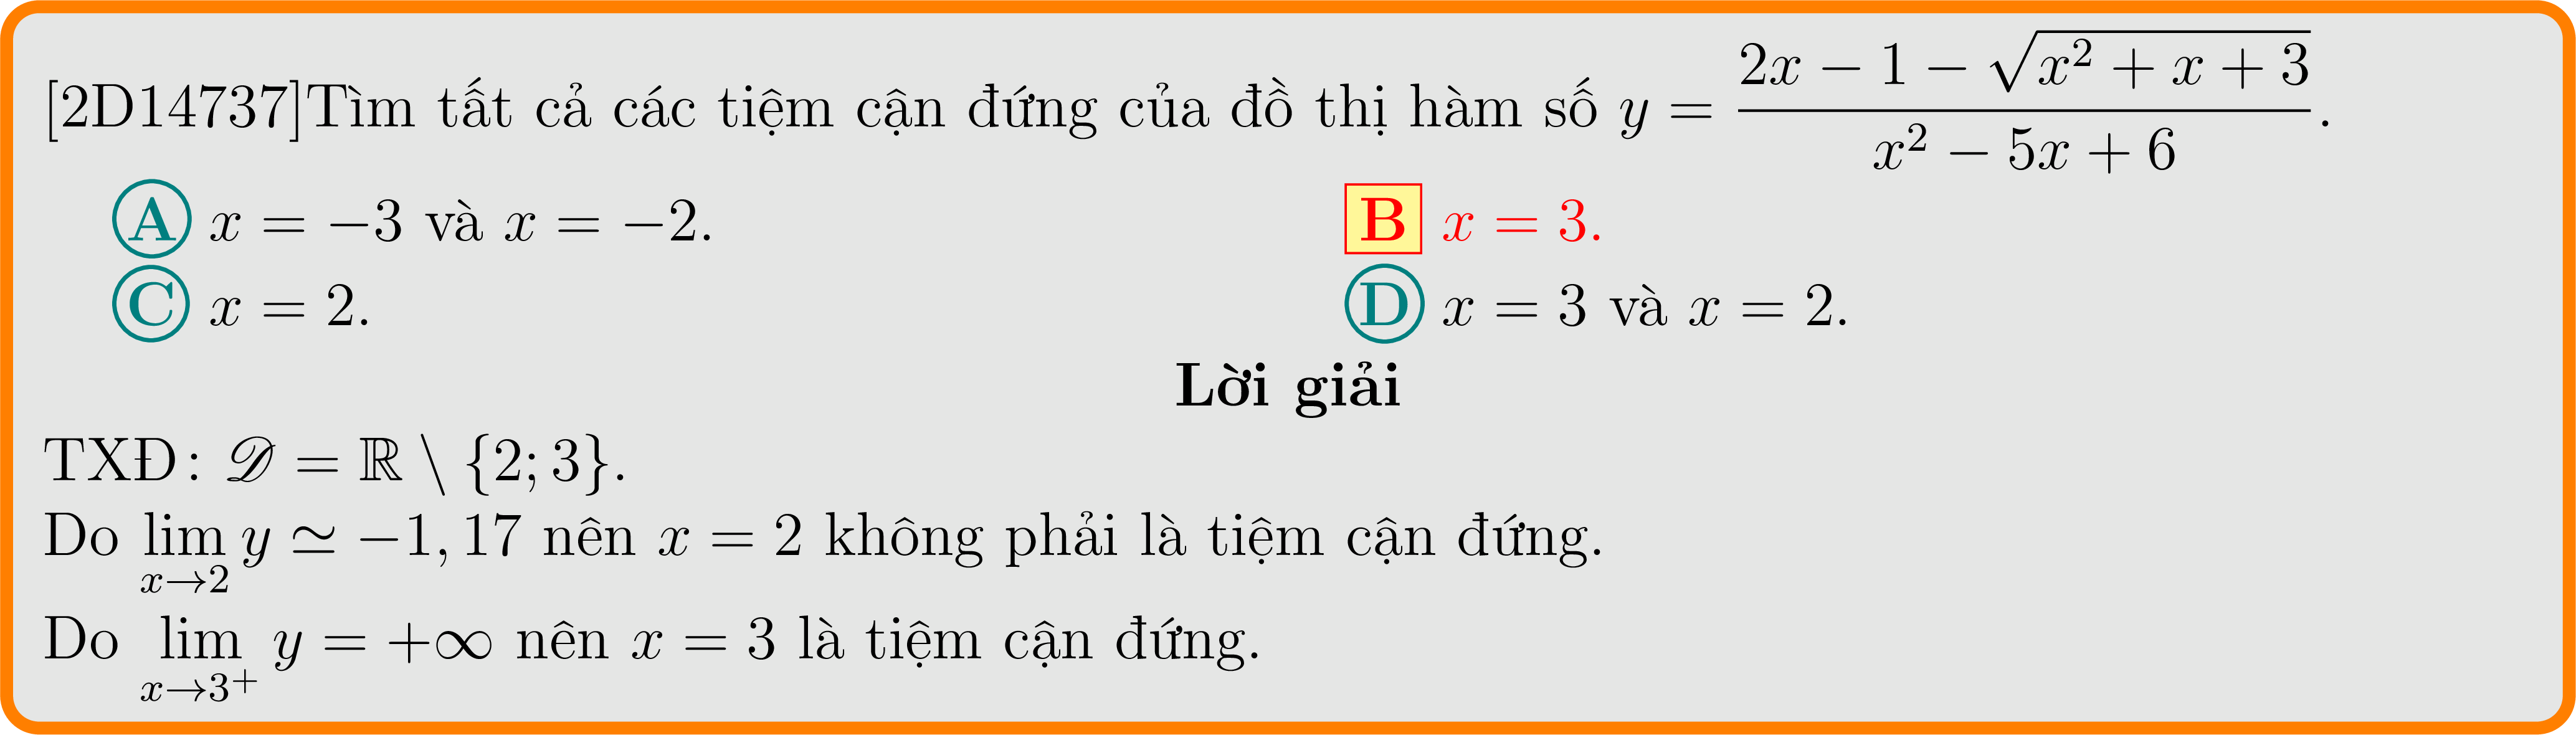 [2D14737]Tìm tất cả các tiệm cận đứng của đồ thị hàm số $y = \dfrac{2x - 1 - \sqrt{x^2 + x + 3}}{x^2 - 5x + 6}$.
A x = −3 và x = −2. B x = 3.
C x = 2. D x = 3 và x = 2.
Lời giải
TXĐ: $\mathscr{D} = \mathbb{R} \setminus \{2; 3\}$.
Do $\lim\limits_{x \to 2} y \simeq -1,17$ nên x = 2 không phải là tiệm cận đứng.
Do $\lim\limits_{x \to 3^+} y = +\infty$ nên x = 3 là tiệm cận đứng.